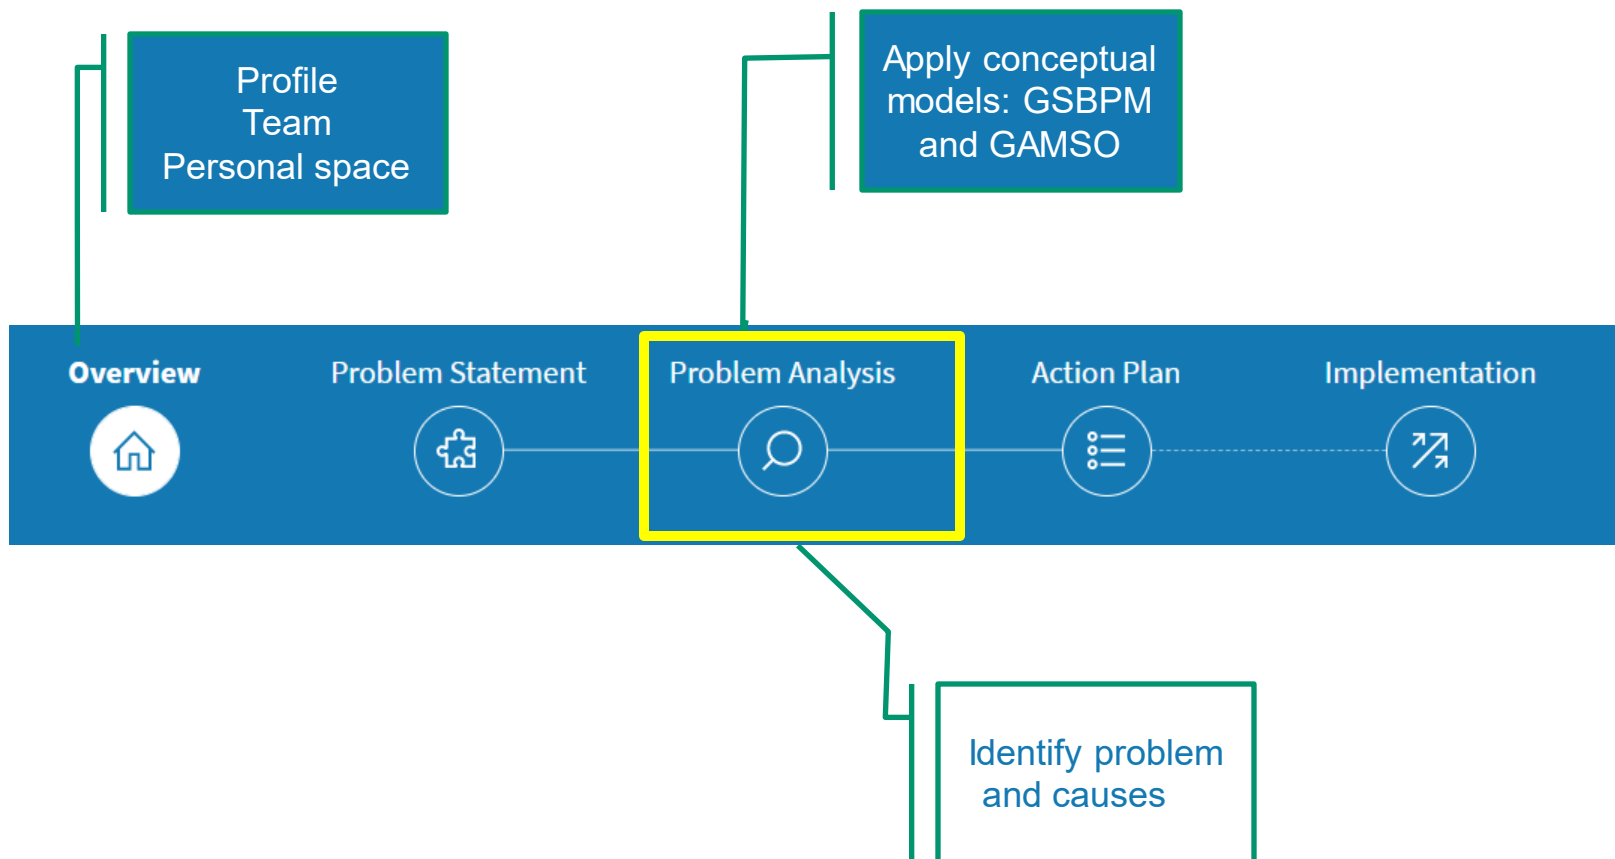 Profile
Team
Personal space
Apply conceptual
models: GSBPM
and GAMSO
Overview
Problem Statement
Problem Analysis
Action Plan
Implementation
Identify problem
and causes